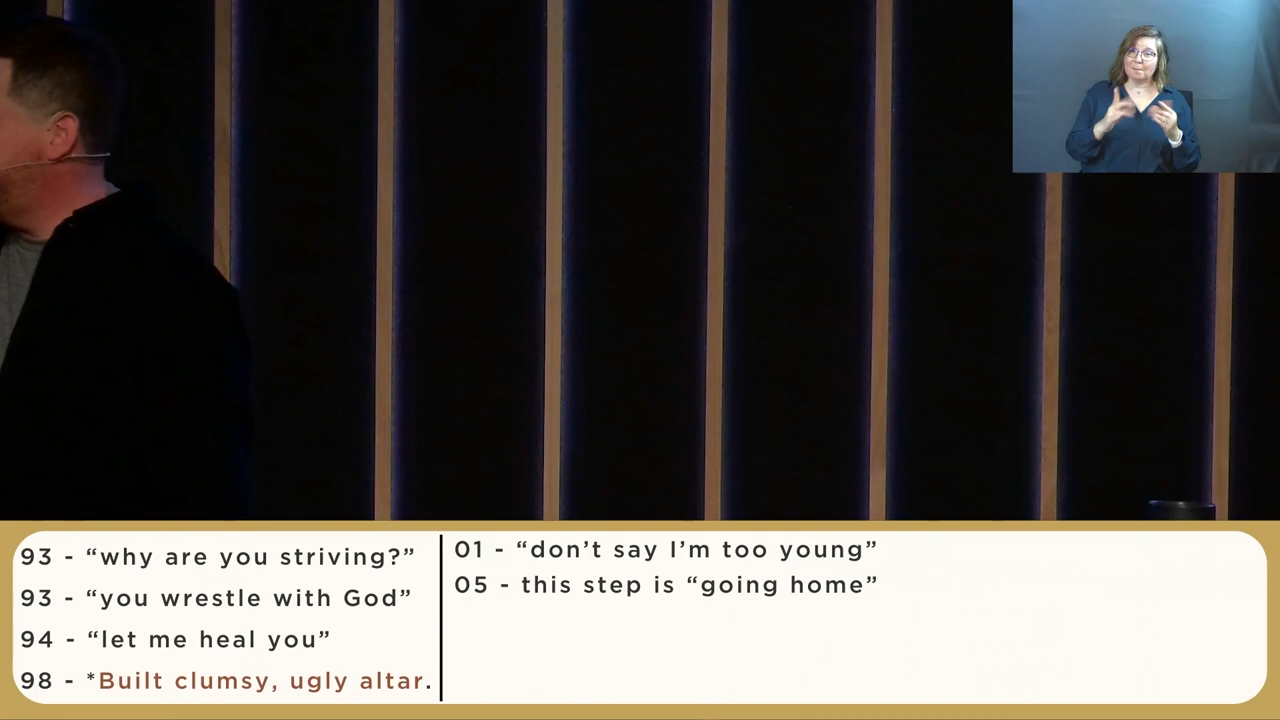 93 - “why are you striving?”
93 - “you wrestle with God”
94 - “let me heal you”
98 - *Built clumsy, ugly altar.
01 - “don’t say I’m too young”
05 - this step is “going home”